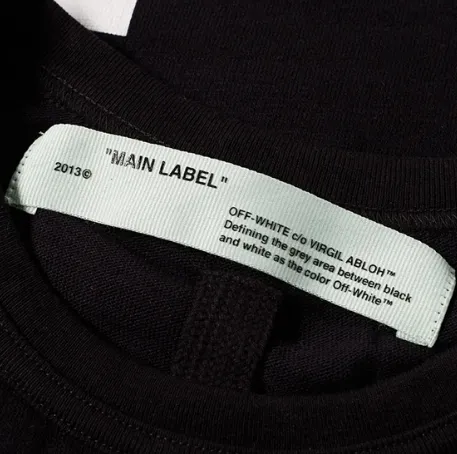 2013©
"MAIN LABEL"
OFF-WHITE c/o VIRGIL ABLOH™
Defining the grey area between black
and white as the color Off-White™